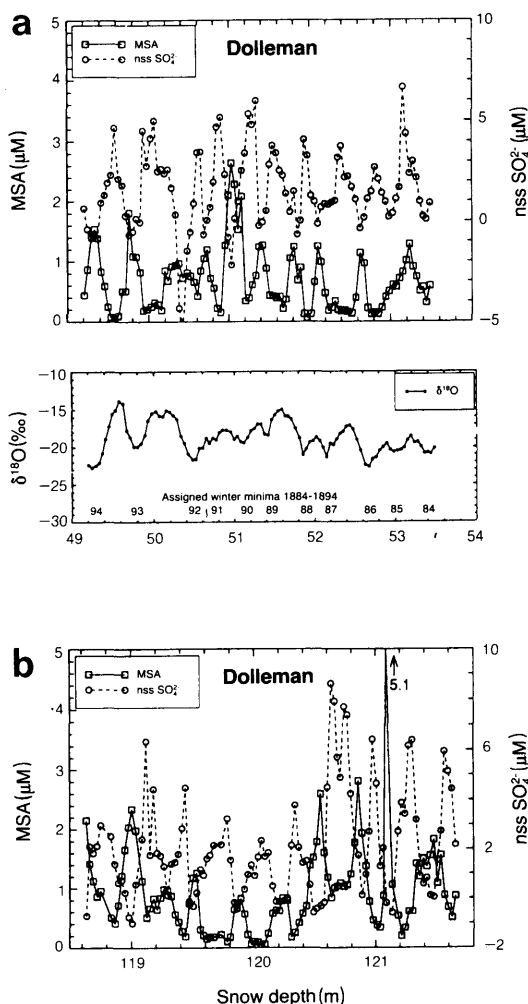 a
Dolleman
MSA
nss SO₄²⁻
MSA (μM)
nss SO₄²⁻ (μM)
5
4
3
2
1
0
10
5
0
-5
δ¹⁸O
δ¹⁸O (‰)
-10
-15
-20
-25
-30
Assigned winter minima 1884-1894
94 93 92 91 90 89 88 87 86 85 84
49 50 51 52 53 54
b
Dolleman
MSA
nss SO₄²⁻
5.1
MSA (μM)
nss SO₄²⁻ (μM)
5
4
3
2
1
0
10
6
2
-2
119 120 121
Snow depth (m)